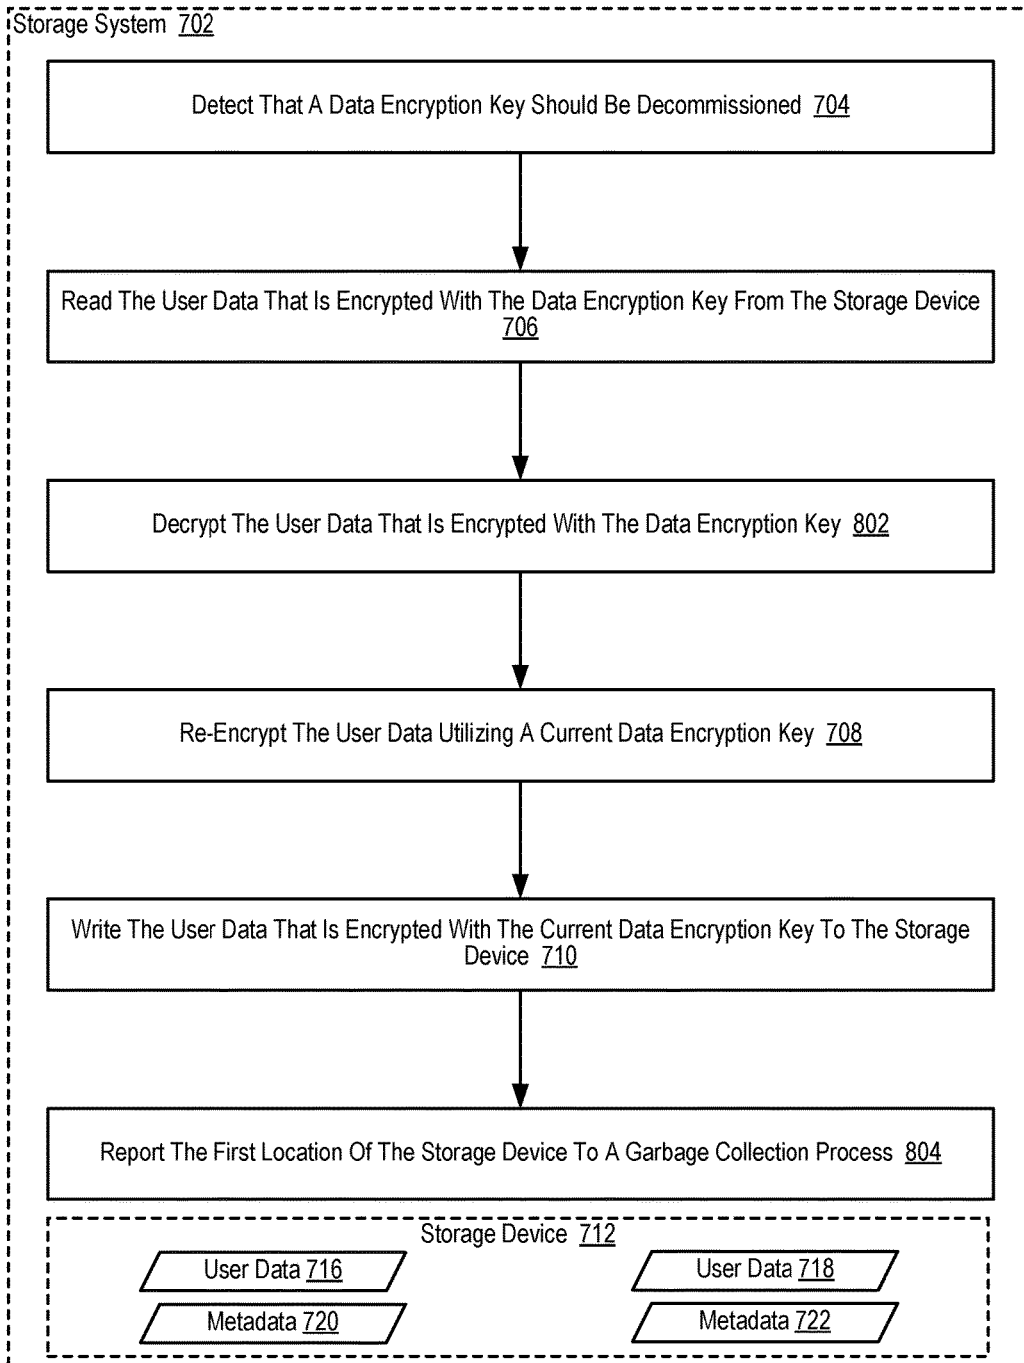 Storage System 702
Detect That A Data Encryption Key Should Be Decommissioned 704
Read The User Data That Is Encrypted With The Data Encryption Key From The Storage Device
706
Decrypt The User Data That Is Encrypted With The Data Encryption Key 802
Re-Encrypt The User Data Utilizing A Current Data Encryption Key 708
Write The User Data That Is Encrypted With The Current Data Encryption Key To The Storage
Device 710
Report The First Location Of The Storage Device To A Garbage Collection Process 804
Storage Device 712
User Data 716
User Data 718
Metadata 720
Metadata 722